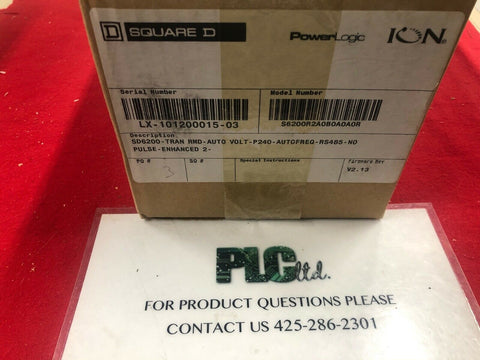 D SQUARE D PowerLogic ION®
Serial Number Model Number
LX-101200015-03 S6200R2A0B0A0A0R
Description
SD6200-TRAN RMD-AUTO VOLT-P240-AUTOFREQ-RS485-NO
PULSE-ENHANCED 2-
PO # SO # Firmware Rev
3 V2.13
PLC ltd.
FOR PRODUCT QUESTIONS PLEASE
CONTACT US 425-286-2301